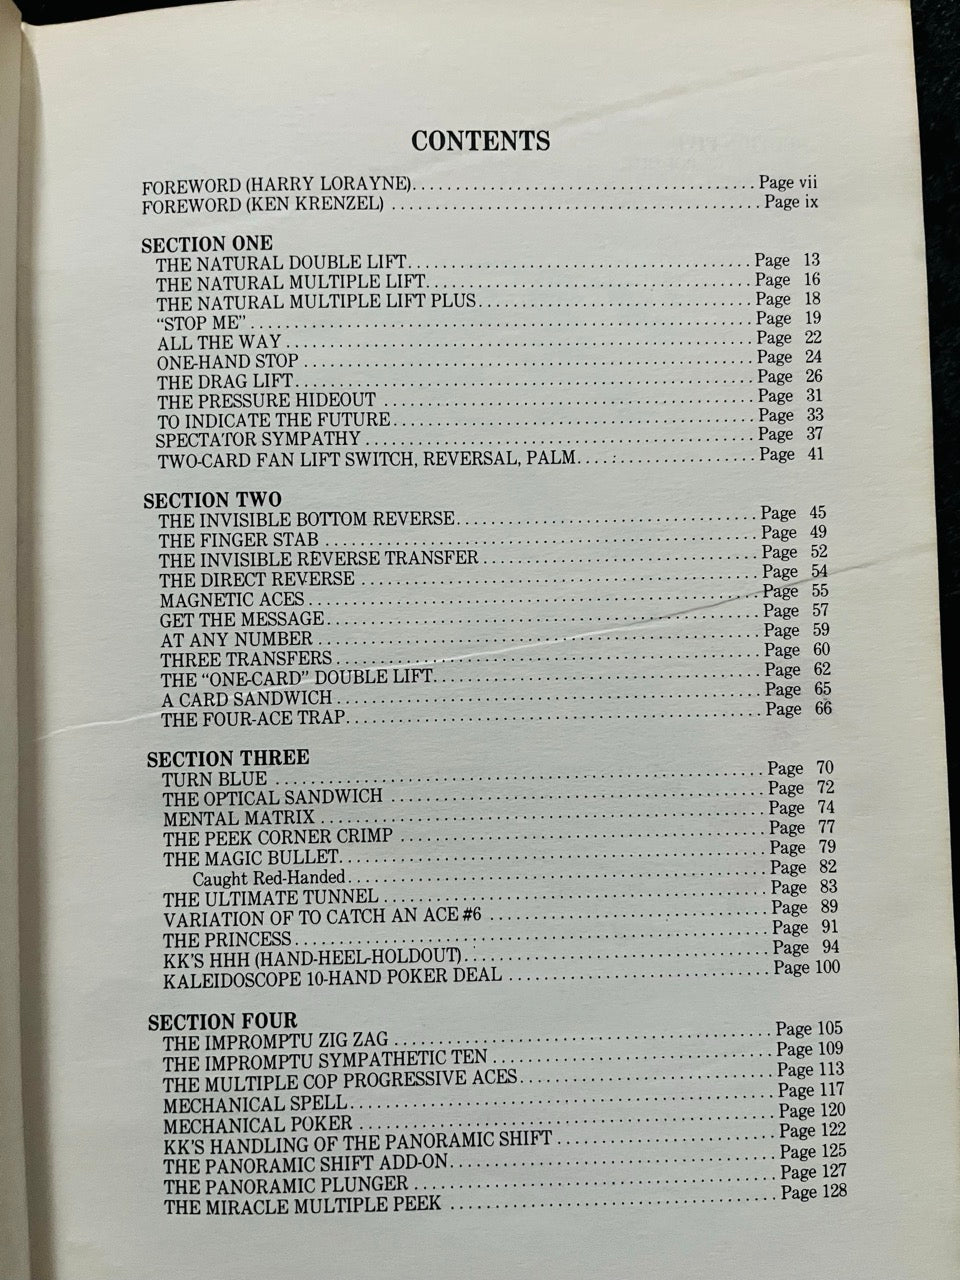 CONTENTS
FOREWORD (HARRY LORAYNE)........................................Page vii
FOREWORD (KEN KRENZEL) ........................................Page ix
SECTION ONE
THE NATURAL DOUBLE LIFT........................................Page 13
THE NATURAL MULTIPLE LIFT........................................Page 16
THE NATURAL MULTIPLE LIFT PLUS........................................Page 18
"STOP ME"........................................Page 19
ALL THE WAY ........................................Page 22
ONE-HAND STOP ........................................Page 24
THE DRAG LIFT........................................Page 26
THE PRESSURE HIDEOUT ........................................Page 31
TO INDICATE THE FUTURE........................................Page 33
SPECTATOR SYMPATHY ........................................Page 37
TWO-CARD FAN LIFT SWITCH, REVERSAL, PALM....................Page 41
SECTION TWO
THE INVISIBLE BOTTOM REVERSE........................................Page 45
THE FINGER STAB ........................................Page 49
THE INVISIBLE REVERSE TRANSFER ........................................Page 52
THE DIRECT REVERSE ........................................Page 54
MAGNETIC ACES........................................Page 55
GET THE MESSAGE........................................Page 57
AT ANY NUMBER........................................Page 59
THREE TRANSFERS........................................Page 60
THE "ONE-CARD" DOUBLE LIFT........................................Page 62
A CARD SANDWICH........................................Page 65
THE FOUR-ACE TRAP........................................Page 66
SECTION THREE
TURN BLUE ........................................Page 70
THE OPTICAL SANDWICH ........................................Page 72
MENTAL MATRIX ........................................Page 74
THE PEEK CORNER CRIMP ........................................Page 77
THE MAGIC BULLET........................................Page 79
Caught Red-Handed........................................Page 82
THE ULTIMATE TUNNEL ........................................Page 83
VARIATION OF TO CATCH AN ACE #6 ..............................Page 89
THE PRINCESS........................................Page 91
KK'S HHH (HAND-HEEL-HOLDOUT)..............................Page 94
KALEIDOSCOPE 10-HAND POKER DEAL ..............................Page 100
SECTION FOUR
THE IMPROMPTU ZIG ZAG ........................................Page 105
THE IMPROMPTU SYMPATHETIC TEN ..............................Page 109
THE MULTIPLE COP PROGRESSIVE ACES..............................Page 113
MECHANICAL SPELL........................................Page 117
MECHANICAL POKER ........................................Page 120
KK'S HANDLING OF THE PANORAMIC SHIFT ....................Page 122
THE PANORAMIC SHIFT ADD-ON..............................Page 125
THE PANORAMIC PLUNGER ........................................Page 127
THE MIRACLE MULTIPLE PEEK ..............................Page 128